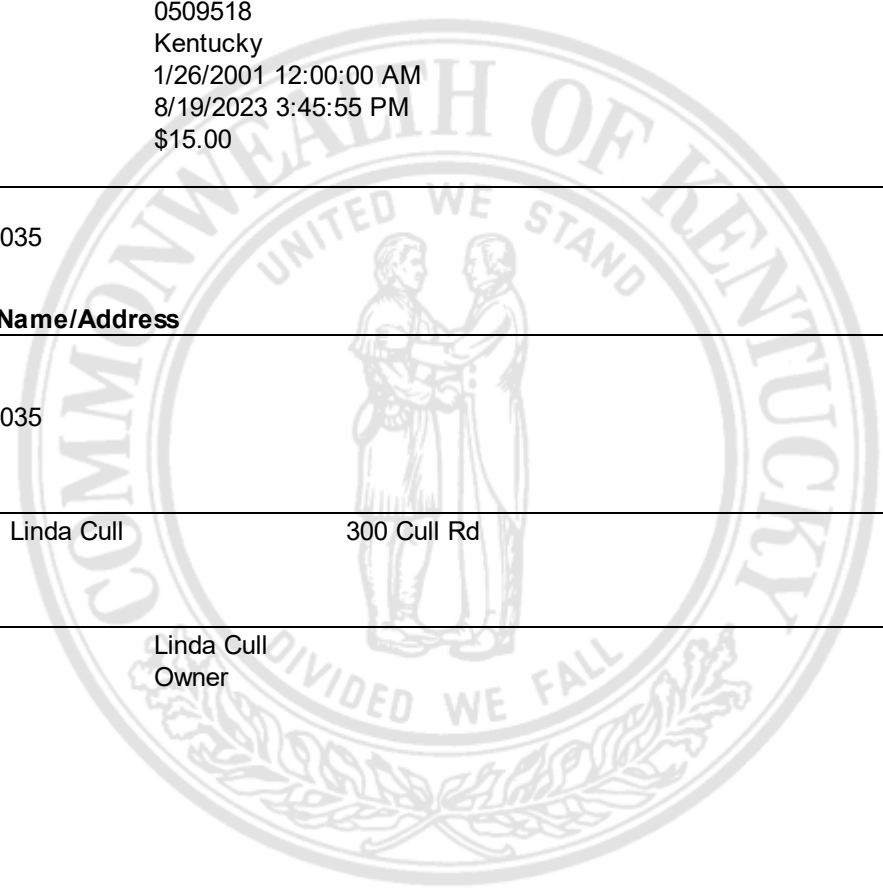 0509518
Kentucky
1/26/2001 12:00:00 AM
8/19/2023 3:45:55 PM
$15.00
035
Name/Address
035
Linda Cull 300 Cull Rd
Linda Cull
Owner
COMMONWEALTH OF KENTUCKY
UNITED WE STAND
DIVIDED WE FALL